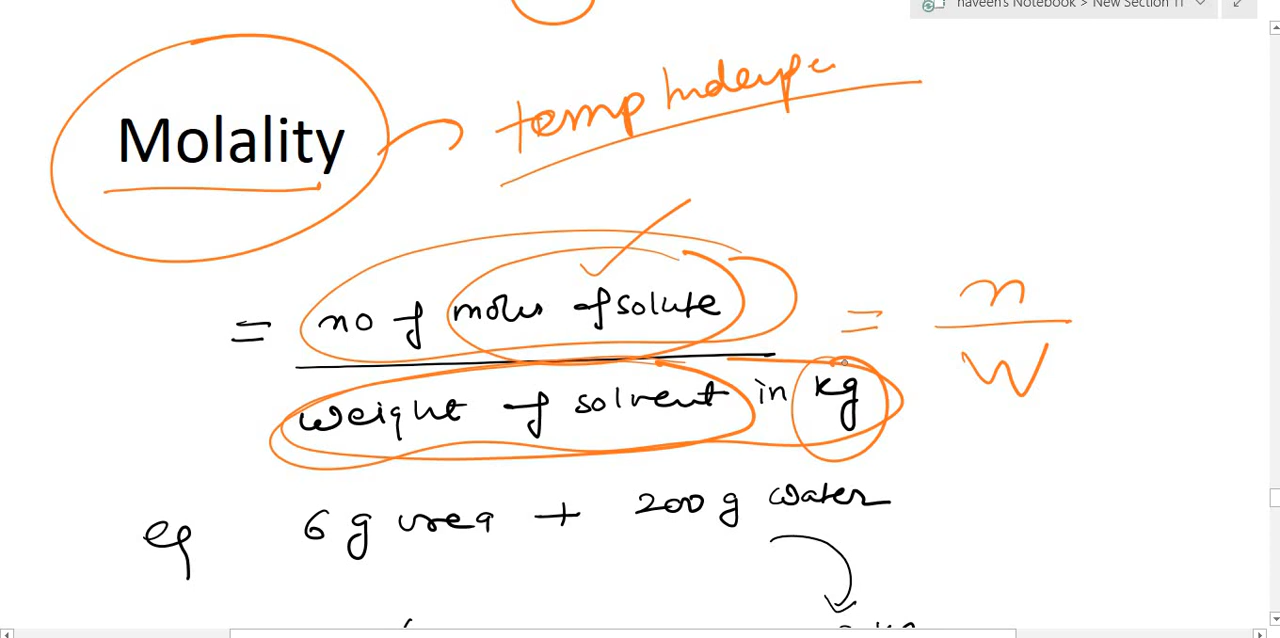 naveen's Notebook > New Section 11
Molality
temp Indepe
= no of moles of solute = n
weight of solvent in kg W
eg 6 g urea + 200 g water